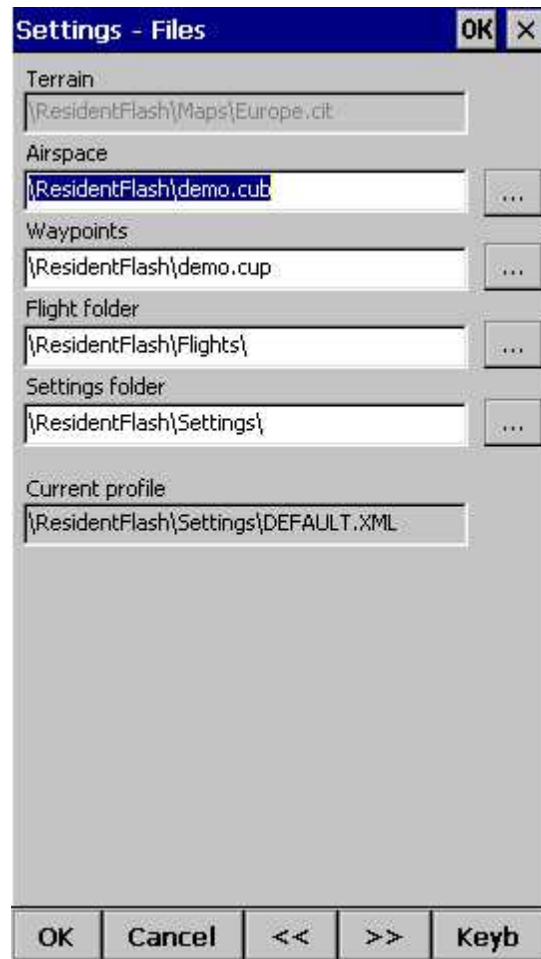 Settings - Files OK ×
Terrain
\ResidentFlash\Maps\Europe.cit
Airspace
\ResidentFlash\demo.cub ...
Waypoints
\ResidentFlash\demo.cup ...
Flight folder
\ResidentFlash\Flights\ ...
Settings folder
\ResidentFlash\Settings\ ...
Current profile
\ResidentFlash\Settings\DEFAULT.XML
OK Cancel << >> Keyb